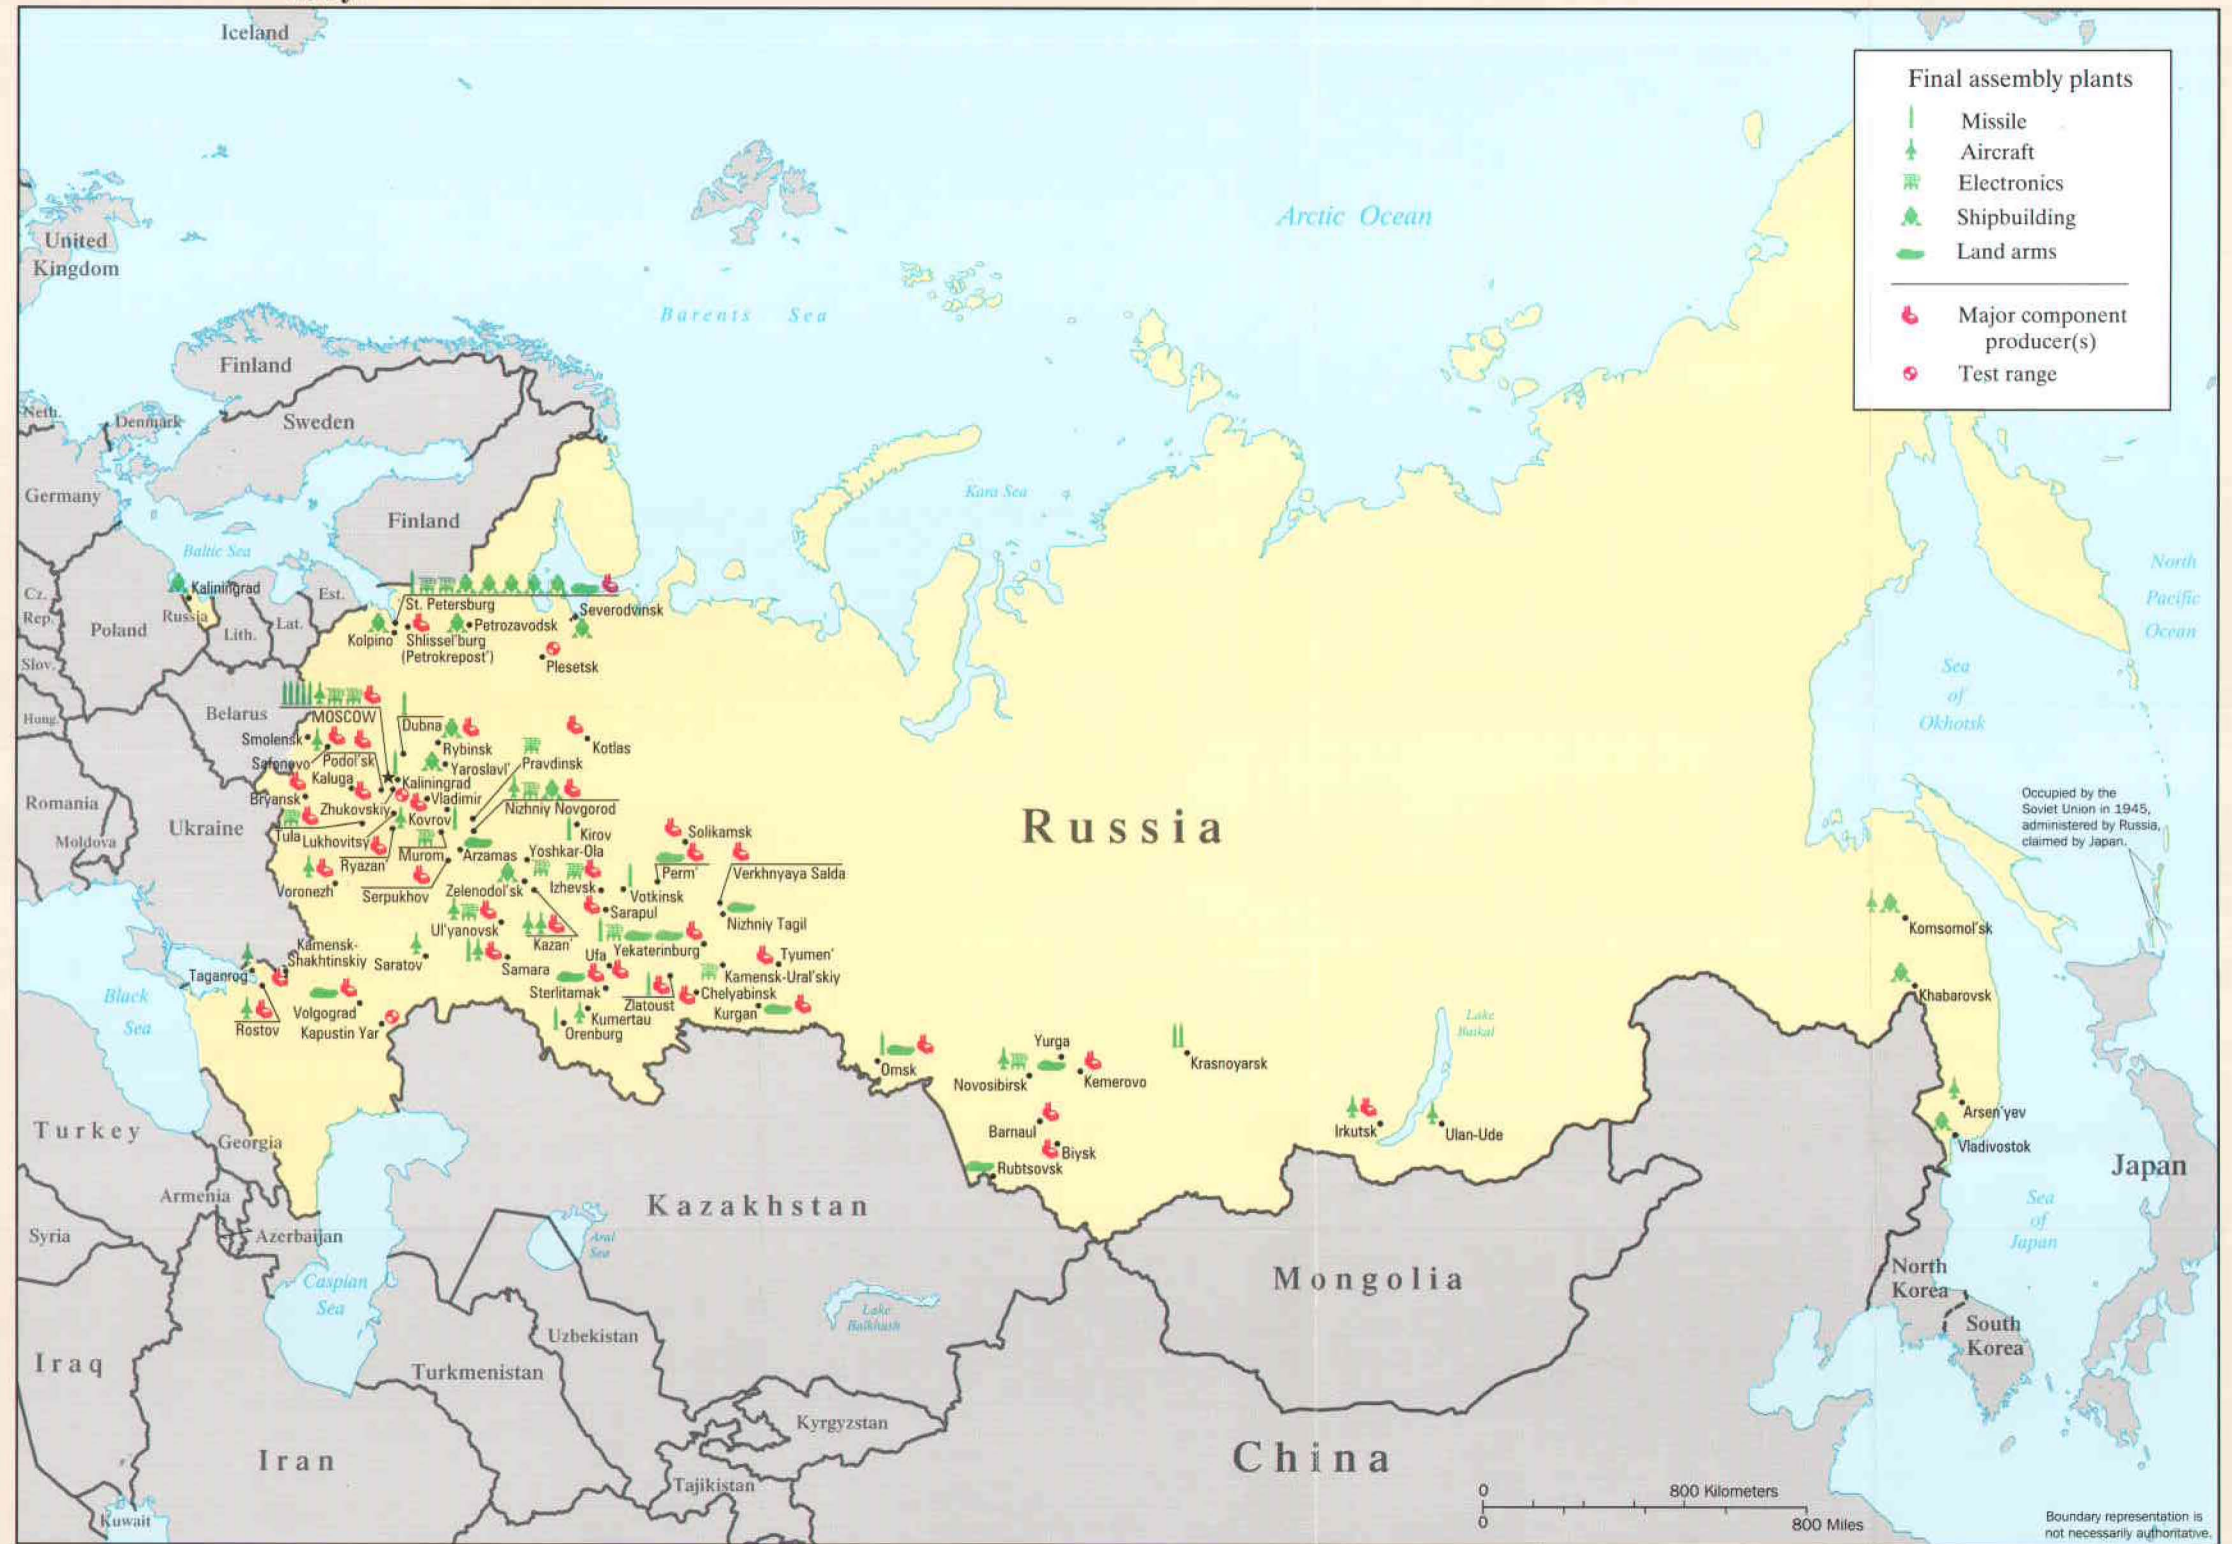 Iceland
United
Kingdom
Arctic Ocean
Barents Sea
Kara Sea
Final assembly plants
Missile
Aircraft
Electronics
Shipbuilding
Land arms
Major component
producer(s)
Test range
Finland
Sweden
Neth.
Denmark
Germany
Finland
Baltic Sea
Cz.
Rep.
Poland
Kaliningrad
Russia
Lith.
Lat.
Est.
Slov.
Hung.
Belarus
Romania
Moldova
Ukraine
St. Petersburg
Severodvinsk
Kolpino
Shlissel'burg
(Petrokrepost')
Petrozavodsk
Plesetsk
MOSCOW
Dubna
Smolensk
Safonovo
Podol'sk
Rybinsk
Kotlas
Yaroslavl'
Pravdinsk
Kaluga
Kaliningrad
Bryansk
Zhukovskiy
Vladimir
Nizhniy Novgorod
Kovrov
Kirov
Solikamsk
Tula
Lukhovitsy
Ryazan'
Murom
Arzamas
Yoshkar-Ola
Perm'
Verkhnyaya Salda
Voronezh
Serpukhov
Zelenodol'sk
Izhevsk
Votkinsk
Sarapul
Nizhniy Tagil
Ul'yanovsk
Kazan'
Yekaterinburg
Kamensk-
Shakhtinskiy
Saratov
Samara
Ufa
Tyumen'
Kamensk-Ural'skiy
Taganrog
Sterlitamak
Zlatoust
Chelyabinsk
Kurgan
Volgograd
Rostov
Kapustin Yar
Kumertau
Orenburg
Omsk
Novosibirsk
Yurga
Kemerovo
Krasnoyarsk
Barnaul
Biysk
Rubtsovsk
Irkutsk
Ulan-Ude
Lake
Baikal
Russia
Komsomol'sk
Khabarovsk
Arsen'yev
Vladivostok
North
Pacific
Ocean
Sea
of
Okhotsk
Occupied by the
Soviet Union in 1945,
administered by Russia,
claimed by Japan.
Black
Sea
Turkey
Georgia
Armenia
Azerbaijan
Syria
Caspian
Sea
Iraq
Iran
Kuwait
Kazakhstan
Aral
Sea
Lake
Balkhash
Uzbekistan
Turkmenistan
Kyrgyzstan
Tajikistan
Mongolia
China
North
Korea
South
Korea
Sea
of
Japan
Japan
0 800 Kilometers
0 800 Miles
Boundary representation is
not necessarily authoritative.